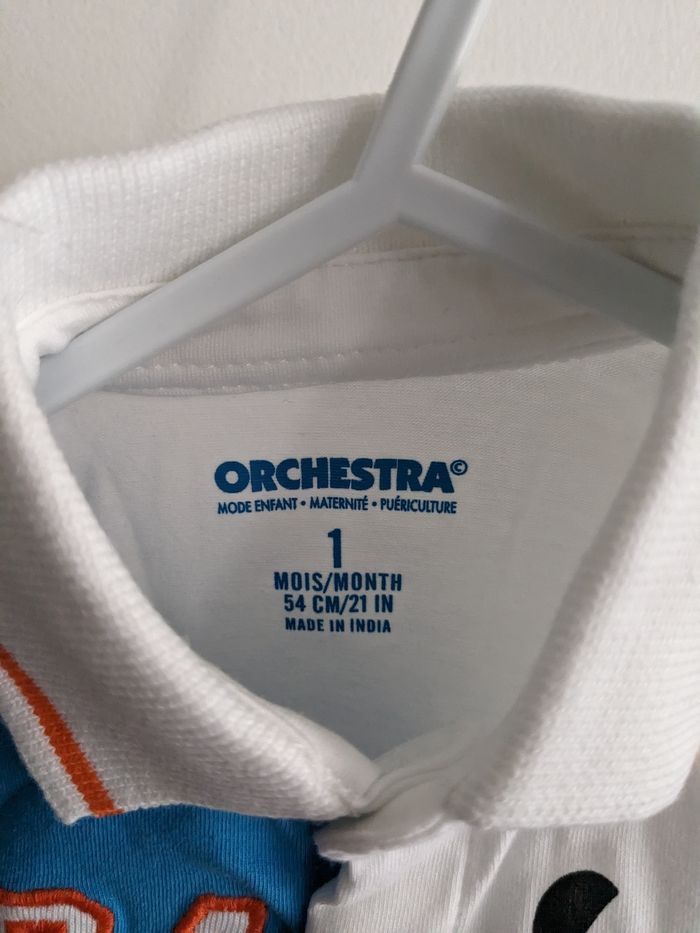 ORCHESTRA©
MODE ENFANT • MATERNITÉ • PUÉRICULTURE
1
MOIS/MONTH
54 CM/21 IN
MADE IN INDIA